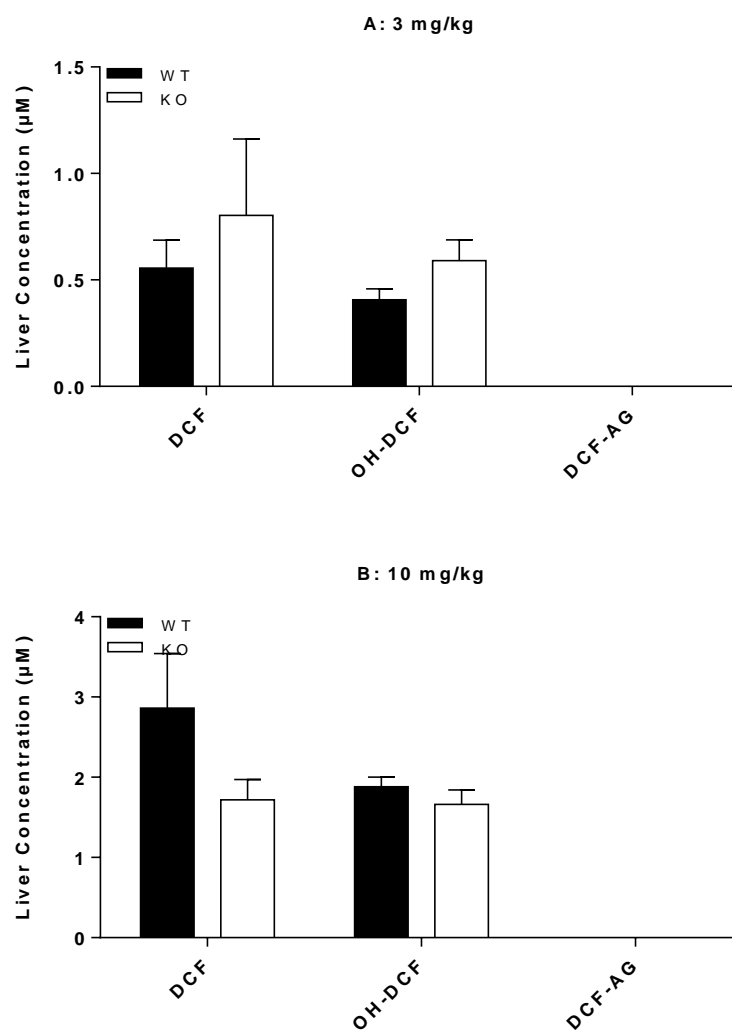 A: 3 mg/kg
Liver Concentration (µM)
1.5
1.0
0.5
0.0
WT
KO
DCF
OH-DCF
DCF-AG
B: 10 mg/kg
Liver Concentration (µM)
4
3
2
1
0
WT
KO
DCF
OH-DCF
DCF-AG